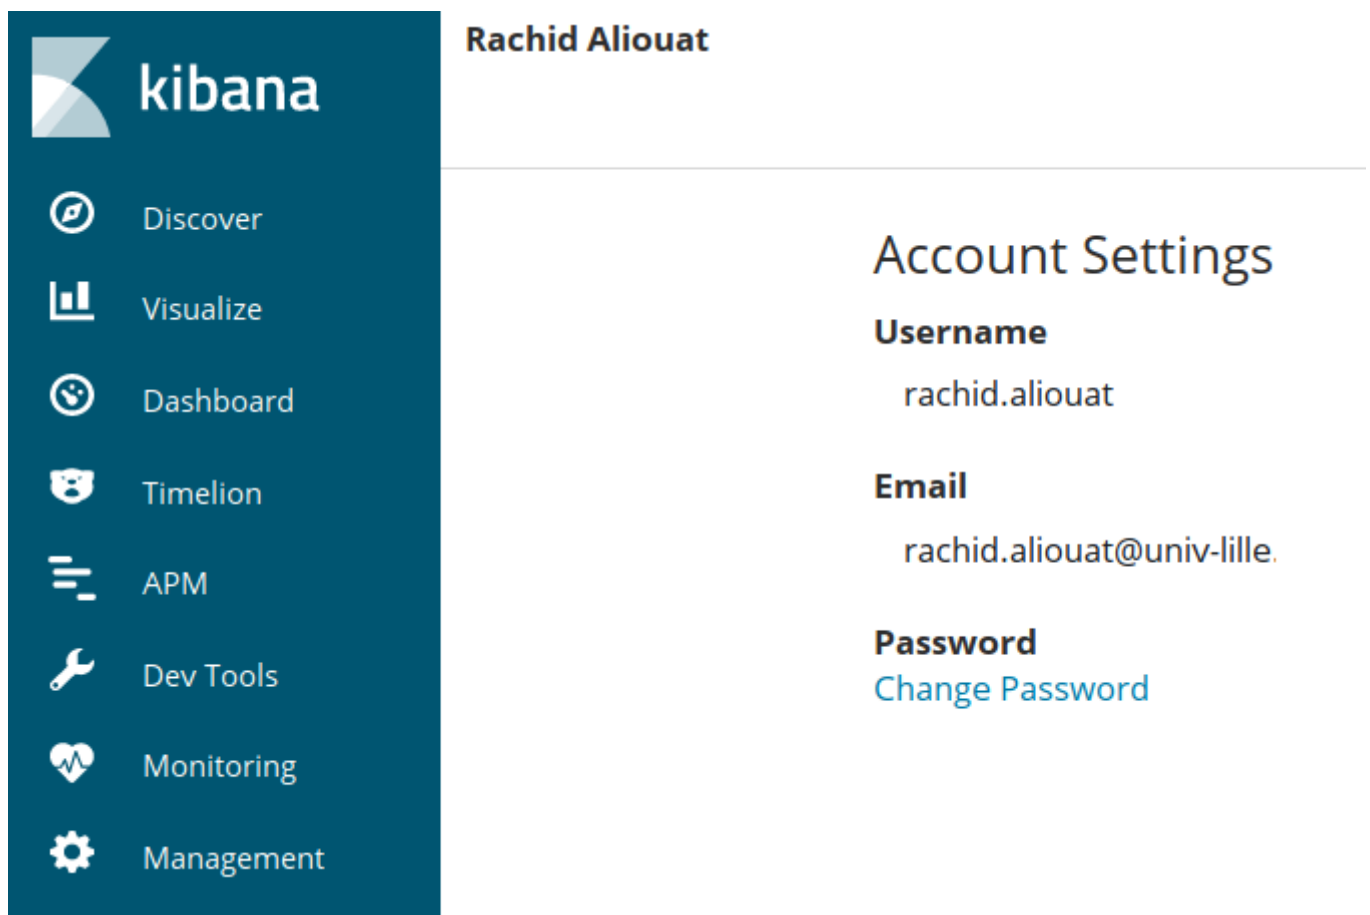 kibana
Discover
Visualize
Dashboard
Timelion
APM
Dev Tools
Monitoring
Management
Rachid Aliouat
Account Settings
Username
rachid.aliouat
Email
rachid.aliouat@univ-lille.
Password
Change Password